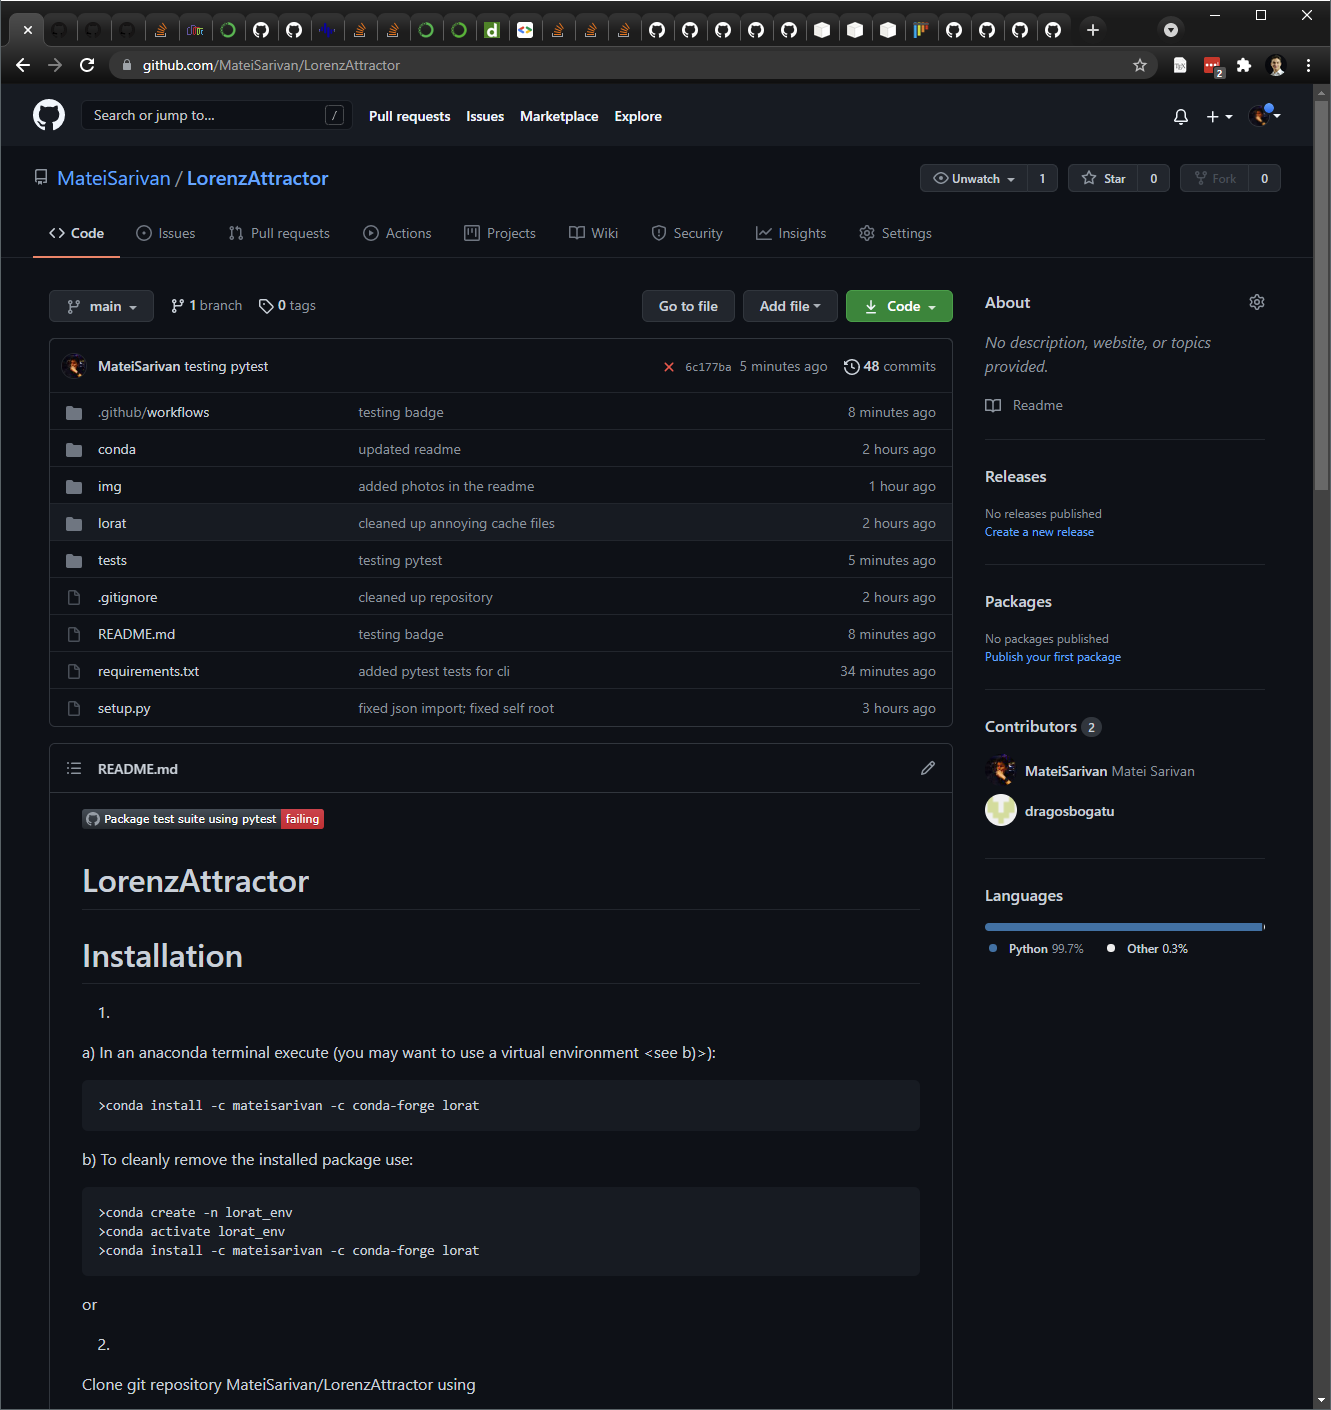 github.com/MateiSarivan/LorenzAttractor
2
Search or jump to... /
Pull requests Issues Marketplace Explore
MateiSarivan / LorenzAttractor
Unwatch 1 Star 0 Fork 0
Code Issues Pull requests Actions Projects Wiki Security Insights Settings
main 1 branch 0 tags Go to file Add file Code
MateiSarivan testing pytest 6c177ba 5 minutes ago 48 commits
.github/workflows testing badge 8 minutes ago
conda updated readme 2 hours ago
img added photos in the readme 1 hour ago
lorat cleaned up annoying cache files 2 hours ago
tests testing pytest 5 minutes ago
.gitignore cleaned up repository 2 hours ago
README.md testing badge 8 minutes ago
requirements.txt added pytest tests for cli 34 minutes ago
setup.py fixed json import; fixed self root 3 hours ago
README.md
Package test suite using pytest failing
LorenzAttractor
Installation
1.
a) In an anaconda terminal execute (you may want to use a virtual environment <see b)>):
>conda install -c mateisarivan -c conda-forge lorat
b) To cleanly remove the installed package use:
>conda create -n lorat_env
>conda activate lorat_env
>conda install -c mateisarivan -c conda-forge lorat
or
2.
Clone git repository MateiSarivan/LorenzAttractor using
About
No description, website, or topics
provided.
Readme
Releases
No releases published
Create a new release
Packages
No packages published
Publish your first package
Contributors 2
MateiSarivan Matei Sarivan
dragosbogatu
Languages
Python 99.7% Other 0.3%